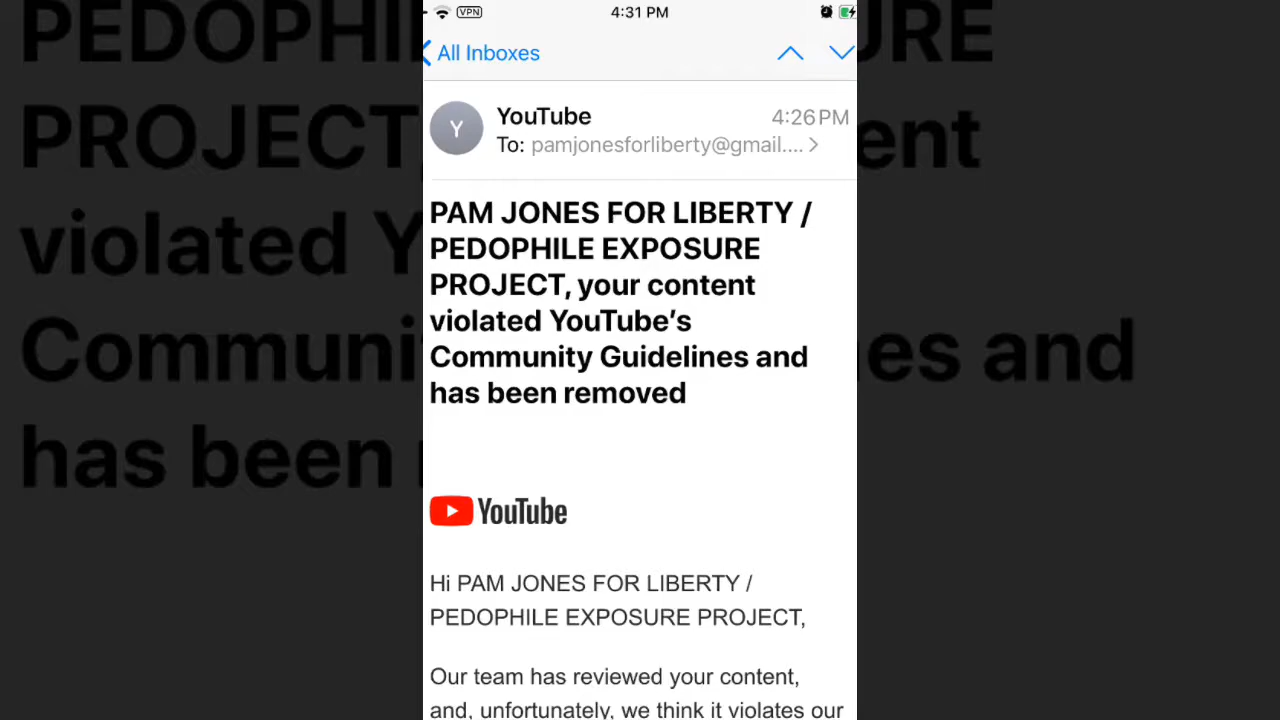 VPN 4:31 PM
All Inboxes
Y YouTube 4:26 PM
To: pamjonesforliberty@gmail....
PAM JONES FOR LIBERTY /
PEDOPHILE EXPOSURE
PROJECT, your content
violated YouTube's
Community Guidelines and
has been removed
YouTube
Hi PAM JONES FOR LIBERTY /
PEDOPHILE EXPOSURE PROJECT,
Our team has reviewed your content,
and, unfortunately, we think it violates our